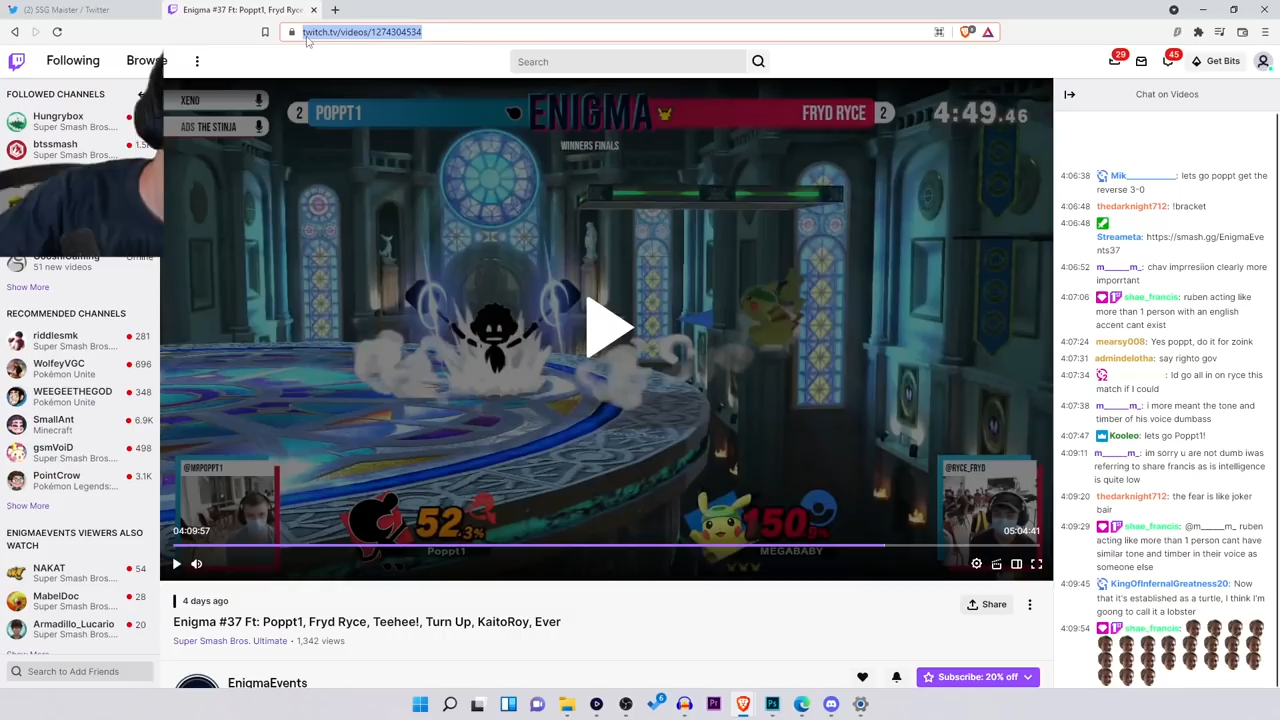 (2) SSG Maister / Twitter
Enigma #37 Ft: Poppt1, Fryd Ryce
twitch.tv/videos/1274304534
Following
Browse
Search
29
45
Get Bits
FOLLOWED CHANNELS
Hungrybox
Super Smash Bros....
btssmash
1.5K
Super Smash Bros....
51 new videos
Show More
RECOMMENDED CHANNELS
riddlesmk
281
Super Smash Bros....
WolfeyVGC
696
Pokémon Unite
WEEGEETHEGOD
348
Pokémon Unite
SmallAnt
6.9K
Minecraft
gsmVoiD
498
Super Smash Bros....
PointCrow
3.1K
Pokémon Legends:...
Show More
ENIGMAEVENTS VIEWERS ALSO
WATCH
NAKAT
54
Super Smash Bros....
MabelDoc
28
Super Smash Bros....
Armadillo_Lucario
20
Super Smash Bros....
Show More
Search to Add Friends
XENO
ADS THE STINJA
2
POPPT1
ENIGMA
WINNERS FINALS
FRYD RYCE
2
4:49.46
@MRPOPPT1
@RYCE_FRYD
52.3%
Poppt1
150
MEGABABY
04:09:57
05:04:41
4 days ago
Share
Enigma #37 Ft: Poppt1, Fryd Ryce, Teehee!, Turn Up, KaitoRoy, Ever
Super Smash Bros. Ultimate • 1,342 views
EnigmaEvents
Subscribe: 20% off
Chat on Videos
4:06:38 Mik___________: lets go poppt get the
reverse 3-0
4:06:48 thedarknight712: !bracket
4:06:48
Streameta: https://smash.gg/EnigmaEve
nts37
4:06:52 m______m_: chav imprresiion clearly more
imporrtant
4:07:06 shae_francis: ruben acting like
more than 1 person with an english
accent cant exist
4:07:24 mearsy008: Yes poppt, do it for zoink
4:07:31 admindelotha: say righto gov
4:07:34 : Id go all in on ryce this
match if I could
4:07:38 m______m_: i more meant the tone and
timber of his voice dumbass
4:07:47 Kooleo: lets go Poppt1!
4:09:11 m______m_: im sorry u are not dumb iwas
referring to share francis as is intelligence
is quite low
4:09:20 thedarknight712: the fear is like joker
bair
4:09:29 shae_francis: @m______m_ ruben
acting like more than 1 person cant have
similar tone and timber in their voice as
someone else
4:09:45 KingOfInfernalGreatness20: Now
that it's established as a turtle, I think I'm
goong to call it a lobster
4:09:54 shae_francis:
6